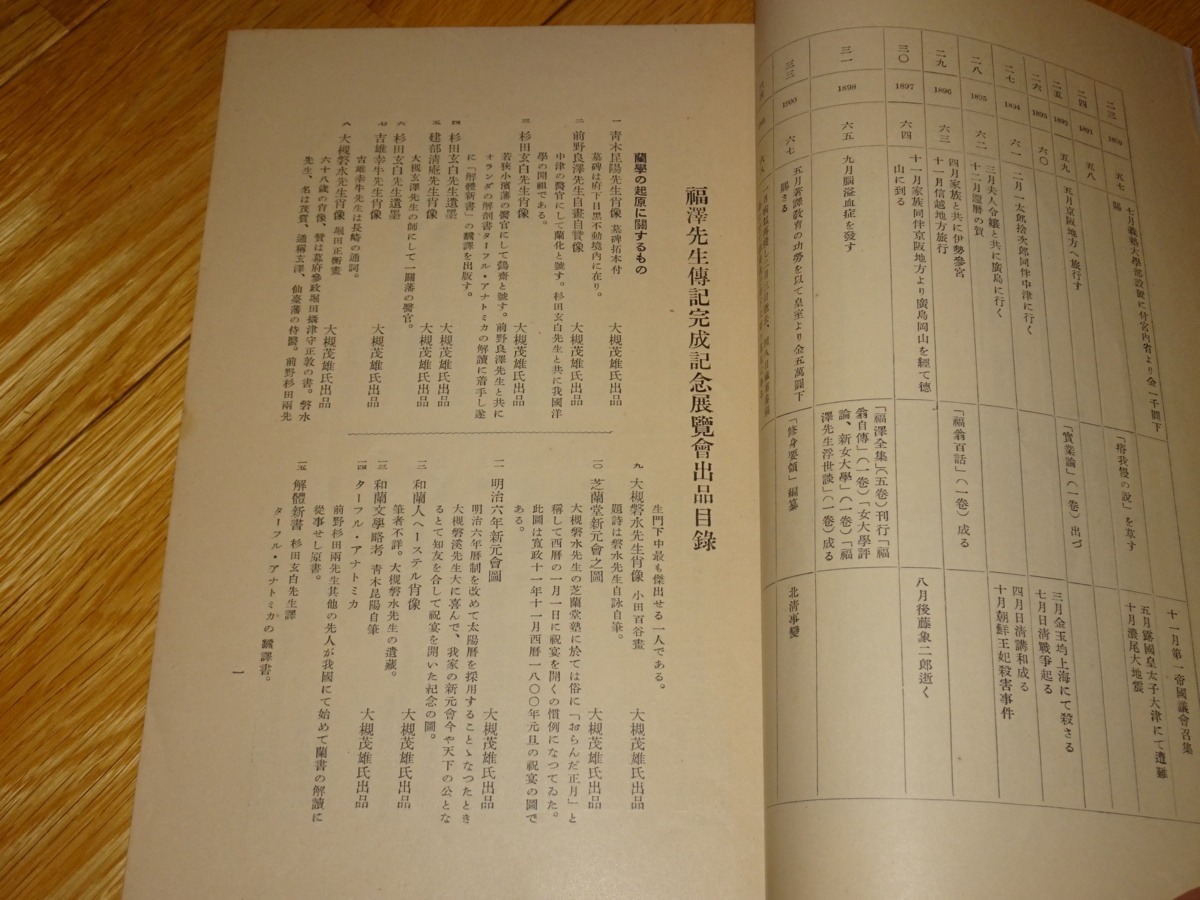 二三
1889
五七
七月義塾大學部設置に付宮内省より金一千圓下
賜
二四
1891
五八
「瘠我慢の說」を草す
十一月第一帝國議會召集
五月露國皇太子大津にて遭難
十月濃尾大地震
二五
1892
五九
五月京阪地方へ旅行す
二六
1893
六〇
「實業論」(一卷)出づ
二七
1894
六一
二月一太郎捨次郎同伴中津に行く
三月金玉均上海にて殺さる
七月日清戰爭起る
二八
1895
六二
三月夫人令孃と共に廣島に行く
十二月還曆の賀
四月日清講和成る
十月朝鮮王妃殺害事件
二九
1896
六三
四月家族と共に伊勢參宮
十一月信越地方旅行
「福翁百話」(一卷)成る
三〇
1897
六四
十一月家族同伴京阪地方より廣島岡山を經て德
山に到る
八月後藤象二郎逝く
三一
1898
六五
九月腦溢血症を發す
「福澤全集」(五卷)刊行「福
翁自傳」(一卷)「女大學評
論、新女大學」(一卷)「福
澤先生浮世談」(一卷)成る
三三
1900
六七
五月著譯敎育の功勞を以て皇室より金五萬圓下
賜さる
「修身要領」編纂
北清事變
福澤先生傳記完成記念展覽會出品目錄
蘭學の起原に關するもの
一 青木昆陽先生肖像 墓碑拓本付 大槻茂雄氏出品
墓碑は府下目黑不動境內に在り。
二 前野良澤先生自畫自贊像 大槻茂雄氏出品
中津の醫官にして蘭化と號す。杉田玄白先生と共に我國洋
學の開祖である。
三 杉田玄白先生肖像 大槻茂雄氏出品
若狹小濱藩の醫官にして鷧齋と號す。前野良澤先生と共に
オランダの解剖書ターフル・アナトミカの解讀に着手し遂
に「解體新書」の飜譯を出版す。
四 杉田玄白先生遺墨 大槻茂雄氏出品
五 建部清庵先生肖像 大槻茂雄氏出品
大槻玄澤先生の師にして一關藩の醫官。
六 杉田玄白先生遺墨
七 吉雄幸牛先生肖像 大槻茂雄氏出品
吉雄幸牛先生は長崎の通詞。
八 大槻磐水先生肖像 堀田正衡畫 大槻茂雄氏出品
六十八歲の肖像、贊は幕府參政堀田攝津守正敦の書。磐水
先生、名は茂質、通稱玄澤、仙臺藩の侍醫。前野杉田兩先
生門下中最も傑出せる一人である。
九 大槻磐水先生肖像 小田百谷畫 大槻茂雄氏出品
題詩は磐水先生自詠自筆。
一〇 芝蘭堂新元會之圖 大槻茂雄氏出品
大槻磐水先生の芝蘭堂塾に於ては俗に「おらんだ正月」と
稱して西曆の一月一日に祝宴を開くの慣例になつてゐた。
此圖は寬政十一年十一月西曆一八〇〇年元旦の祝宴の圖で
ある。
一一 明治六年新元會圖 大槻茂雄氏出品
明治六年曆制を改めて太陽曆を採用することゝなつたとき
大槻磐溪先生大に喜んで、我家の新元會今や天下の公とな
るとて知友を合して祝宴を開いた紀念の圖。
一二 和蘭人ヘーステル肖像 大槻茂雄氏出品
筆者不詳。大槻磐水先生の遺藏。
一三 和蘭文學略考 青木昆陽自筆
一四 ターフル・アナトミカ 大槻茂雄氏出品
前野杉田兩先生其他の先人が我國にて始めて蘭書の解讀に
從事せし原書。
一五 解體新書 杉田玄白先生譯
ターフル・アナトミカの飜譯書。
一